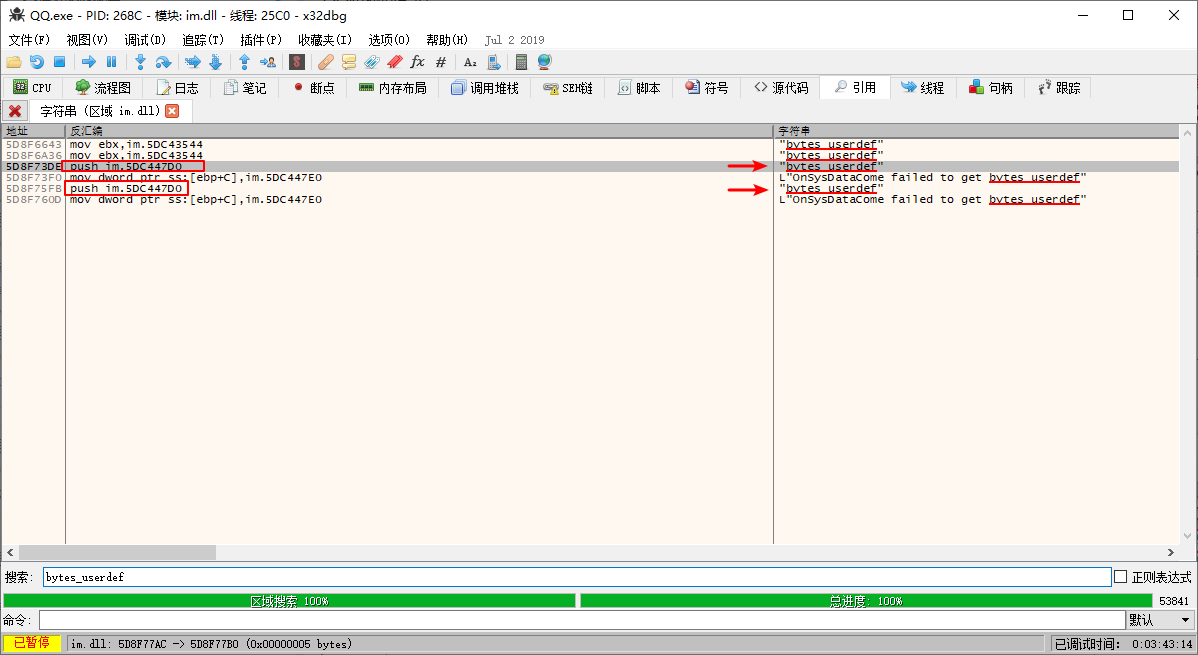 QQ.exe - PID: 268C - 模块: im.dll - 线程: 25C0 - x32dbg
文件(F) 视图(V) 调试(D) 追踪(T) 插件(P) 收藏夹(I) 选项(O) 帮助(H) Jul 2 2019
CPU 流程图 日志 笔记 断点 内存布局 调用堆栈 SEH链 脚本 符号 源代码 引用 线程 句柄 跟踪
字符串 (区域 im.dll)
地址 反汇编 字符串
5D8F6643 mov ebx,im.5DC43544 "bytes_userdef"
5D8F6A36 mov ebx,im.5DC43544 "bytes_userdef"
5D8F73DE push im.5DC447D0 "bytes_userdef"
5D8F73F0 mov dword ptr ss:[ebp+C],im.5DC447E0 L"OnSysDataCome failed to get bytes_userdef"
5D8F75F8 push im.5DC447D0 "bytes_userdef"
5D8F760D mov dword ptr ss:[ebp+C],im.5DC447E0 L"OnSysDataCome failed to get bytes_userdef"
搜索: bytes_userdef 正则表达式
区域搜索 100% 总进度: 100% 53841
命令: 默认
已暂停 im.dll: 5D8F77AC -> 5D8F77B0 (0x00000005 bytes) 已调试时间: 0:03:43:14